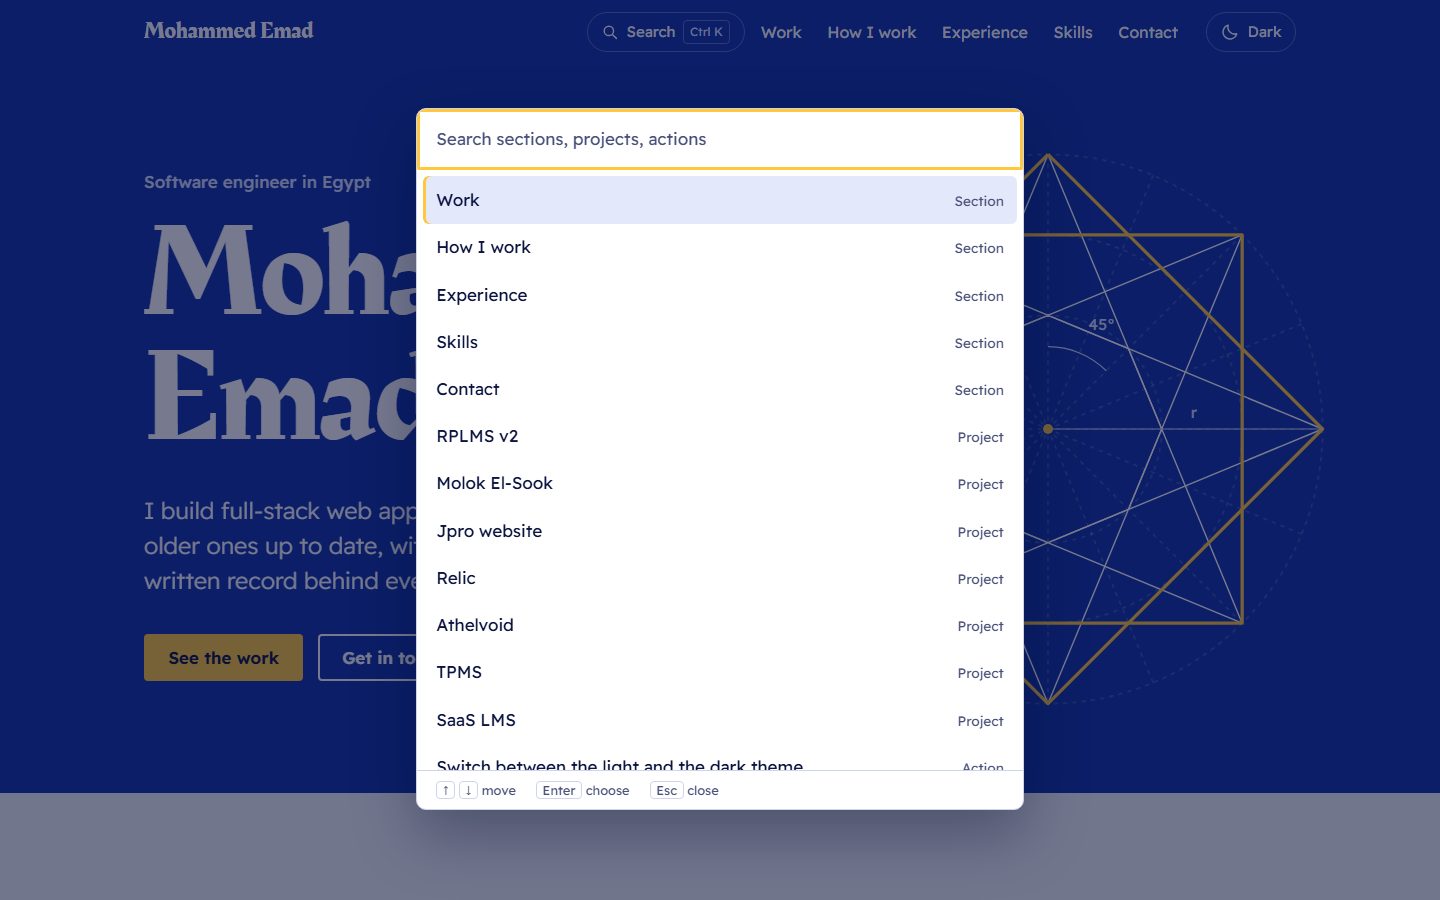 Mohammed Emad
Search Ctrl K Work How I work Experience Skills Contact Dark
Search sections, projects, actions
Software engineer in Egypt
Moha
Emad
I build full-stack web app
older ones up to date, wit
written record behind eve
See the work
Get in to
45°
r
Work Section
How I work Section
Experience Section
Skills Section
Contact Section
RPLMS v2 Project
Molok El-Sook Project
Jpro website Project
Relic Project
Athelvoid Project
TPMS Project
SaaS LMS Project
Switch between the light and the dark theme Action
↑ ↓ move Enter choose Esc close